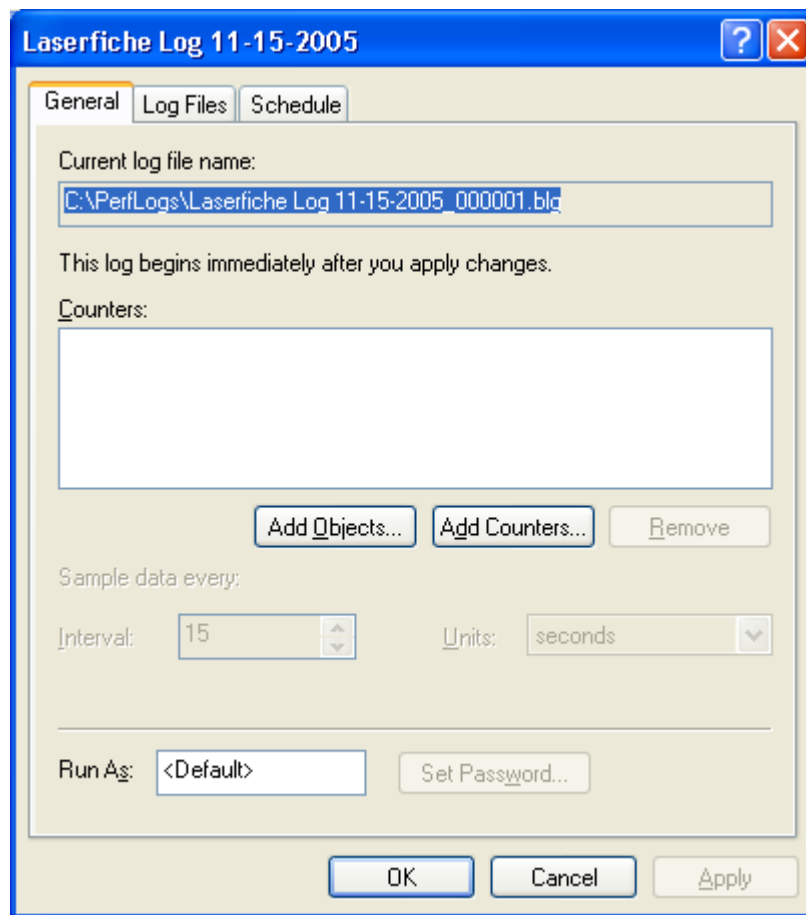 Laserfiche Log 11-15-2005
General Log Files Schedule
Current log file name:
C:\PerfLogs\Laserfiche Log 11-15-2005_000001.blg
This log begins immediately after you apply changes.
Counters:
Add Objects... Add Counters... Remove
Sample data every:
Interval: 15 Units: seconds
Run As: <Default> Set Password...
OK Cancel Apply